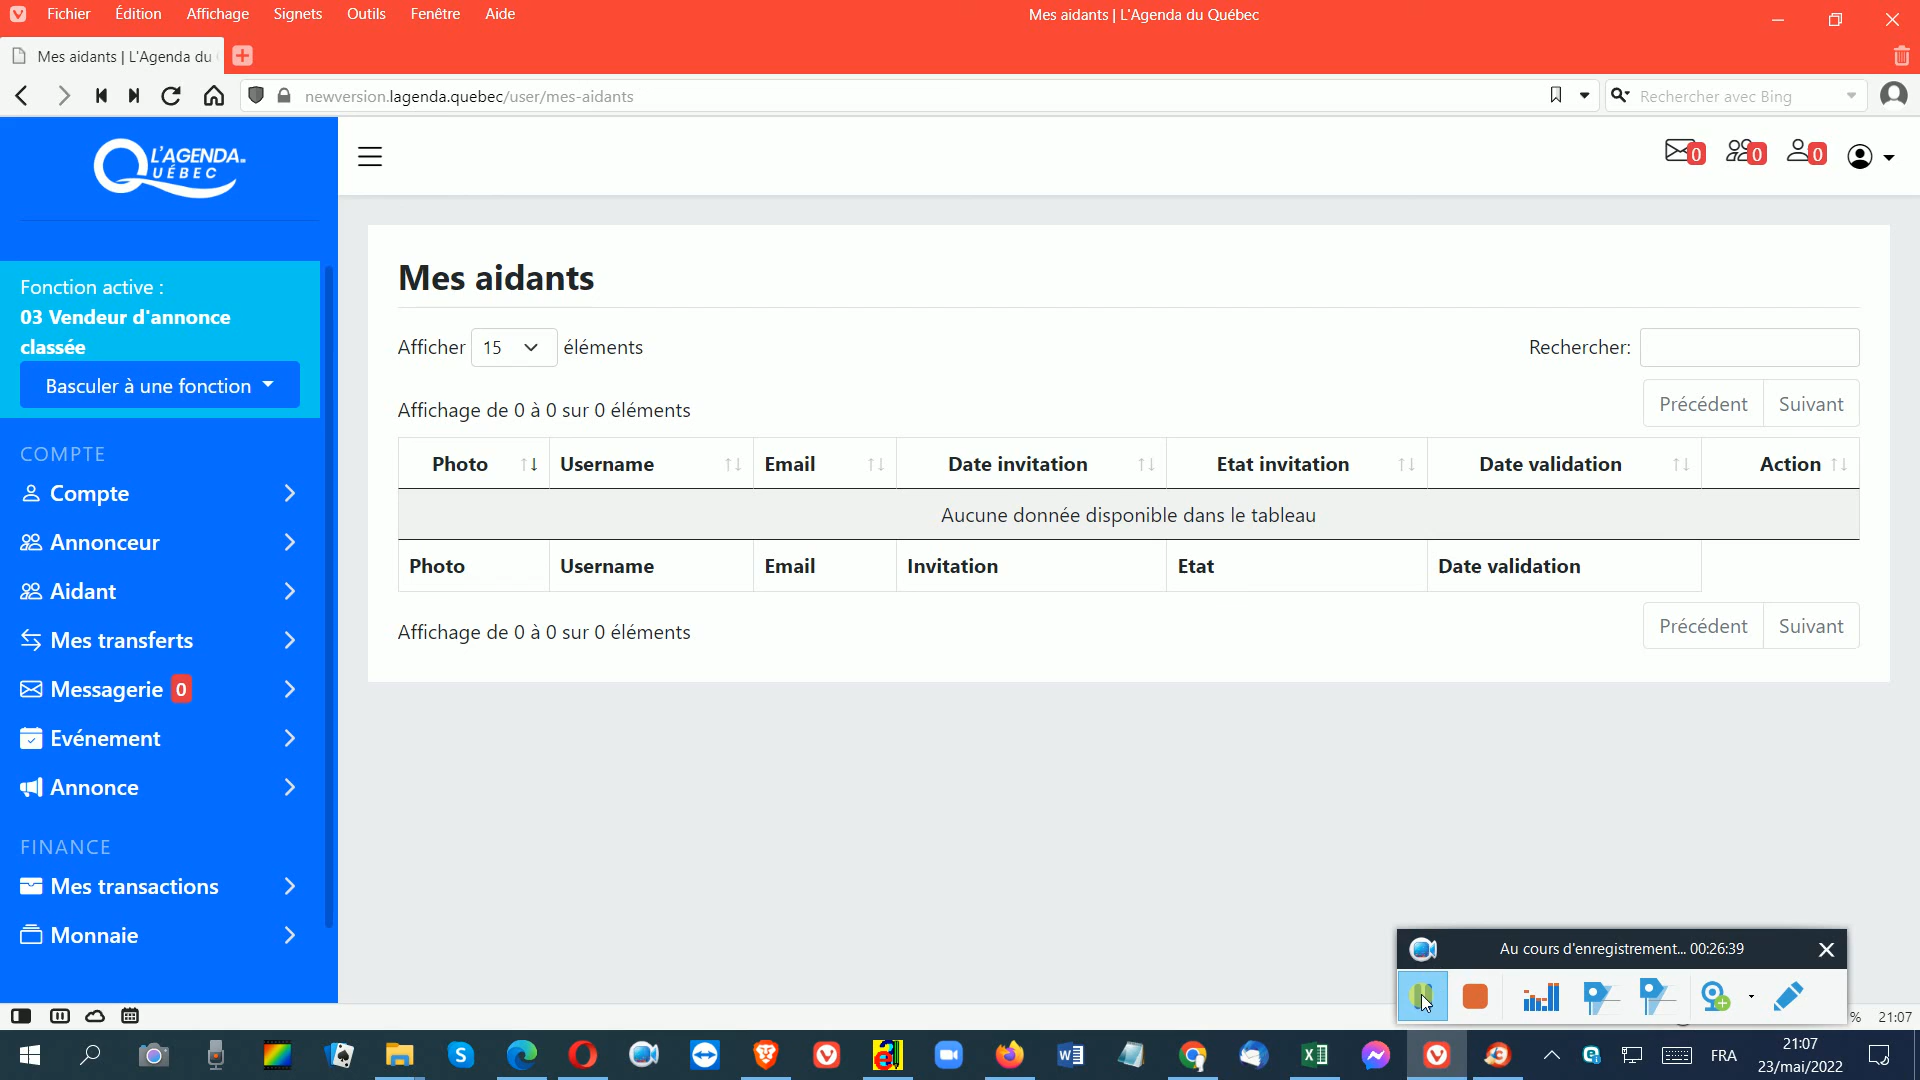 Fichier Édition Affichage Signets Outils Fenêtre Aide
Mes aidants | L'Agenda du Québec
Mes aidants | L'Agenda du
newversion.lagenda.quebec/user/mes-aidants
Rechercher avec Bing
L'AGENDA
QUÉBEC
0 0 0
Fonction active :
03 Vendeur d'annonce
classée
Basculer à une fonction
COMPTE
Compte
Annonceur
Aidant
Mes transferts
Messagerie 0
Evénement
Annonce
FINANCE
Mes transactions
Monnaie
Mes aidants
Afficher 15 éléments
Rechercher:
Affichage de 0 à 0 sur 0 éléments
Précédent Suivant
Photo Username Email Date invitation Etat invitation Date validation Action
Aucune donnée disponible dans le tableau
Photo Username Email Invitation Etat Date validation
Affichage de 0 à 0 sur 0 éléments
Précédent Suivant
Au cours d'enregistrement... 00:26:39
% 21:07
FRA
21:07
23/mai/2022